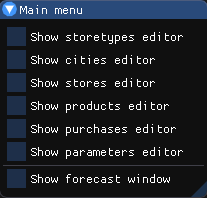 Main menu
Show storetypes editor
Show cities editor
Show stores editor
Show products editor
Show purchases editor
Show parameters editor
Show forecast window